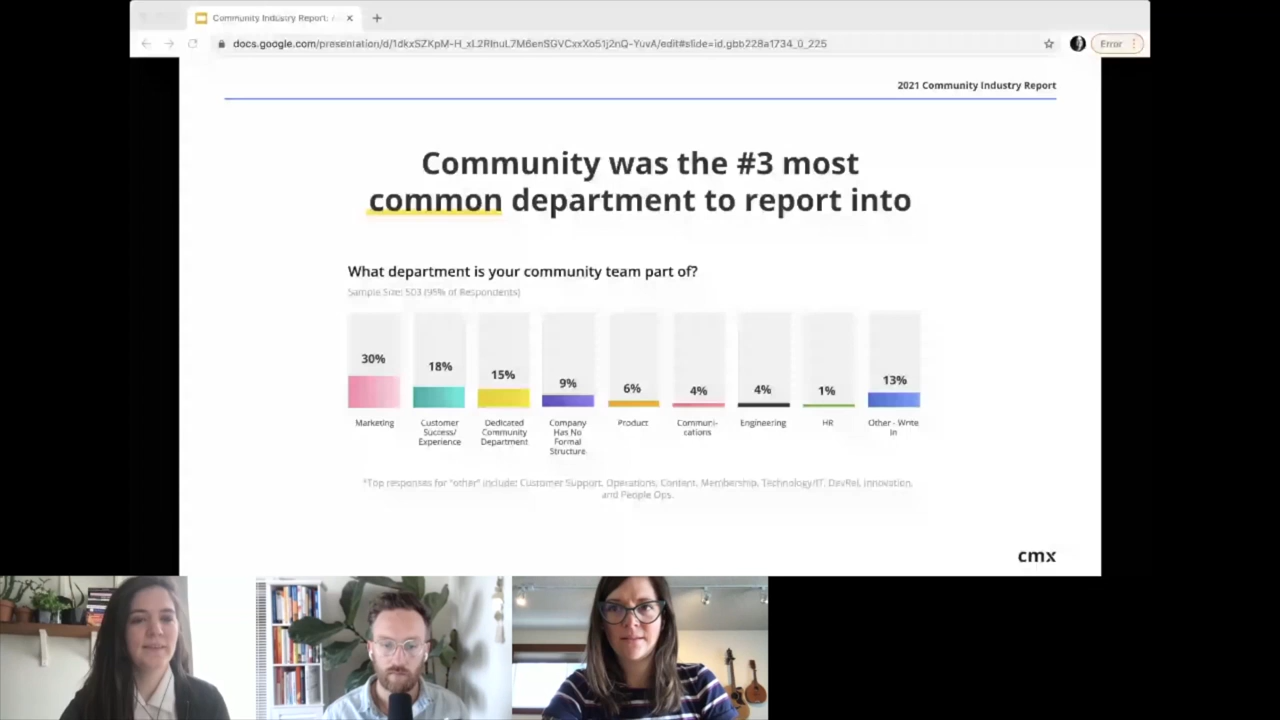 Community Industry Report: A
docs.google.com/presentation/d/1dkxSZKpM-H_xL2RlnuL7M6enSGVCxxXo51j2nQ-YuvA/edit#slide=id.gbb228a1734_0_225
Error
2021 Community Industry Report
Community was the #3 most
common department to report into
What department is your community team part of?
Sample Size: 503 (95% of Respondents)
30%
18%
15%
9%
6%
4%
4%
1%
13%
Marketing
Customer
Success/
Experience
Dedicated
Community
Department
Company
Has No
Formal
Structure
Product
Communi-
cations
Engineering
HR
Other - Write
In
*Top responses for "other" include: Customer Support, Operations, Content, Membership, Technology/IT, DevRel, Innovation,
and People Ops.
cmx